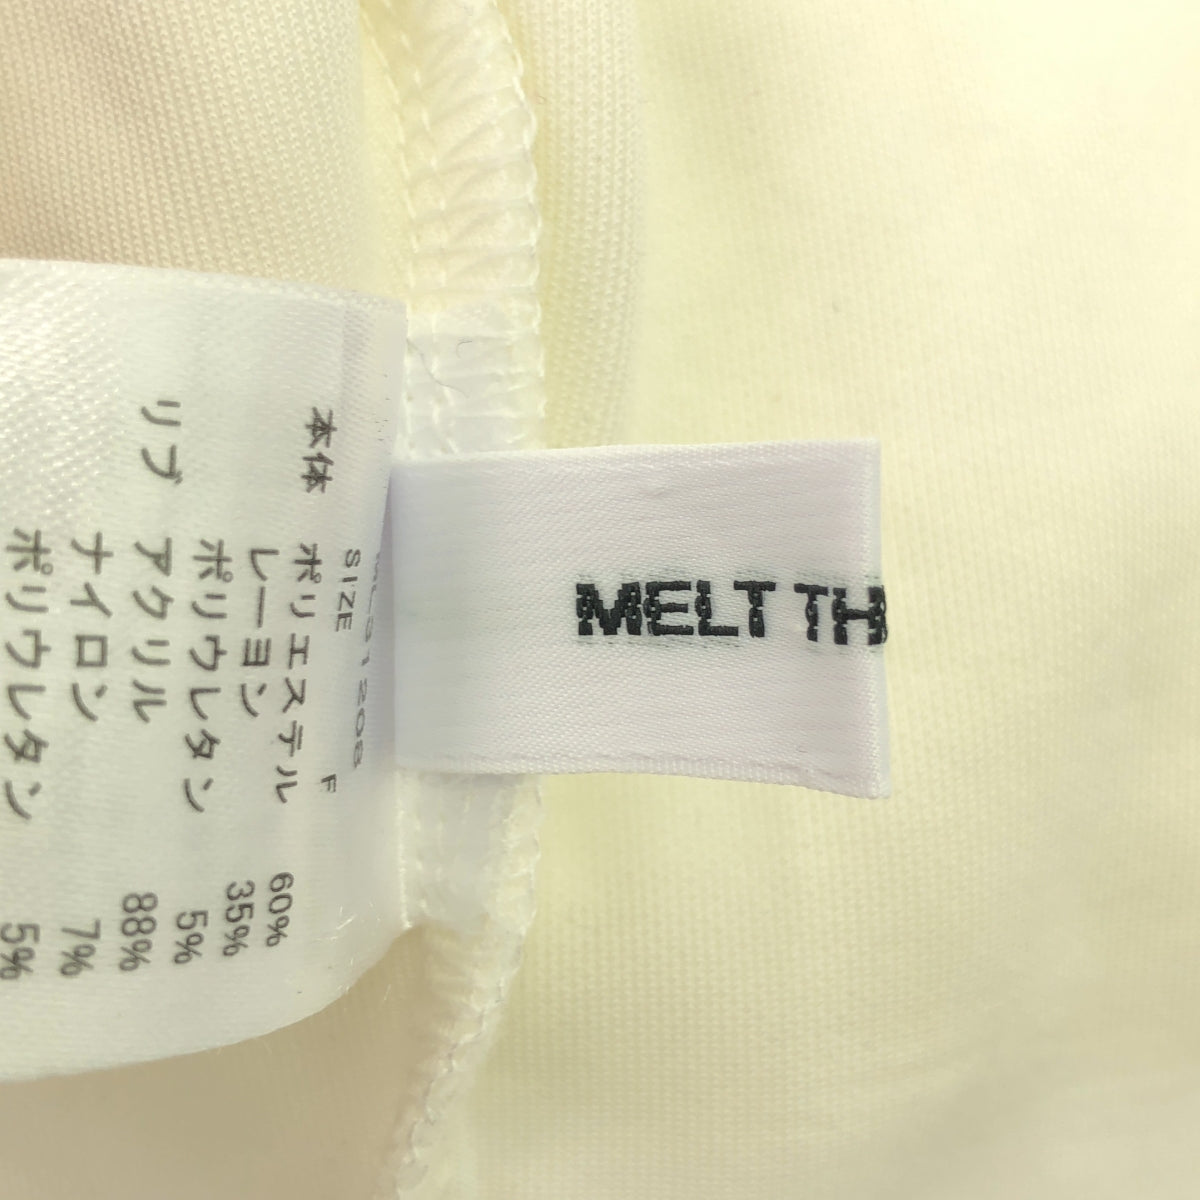 SIZE F
本体 ポリエステル 60%
レーヨン 35%
ポリウレタン 5%
リブ アクリル 88%
ナイロン 7%
ポリウレタン 5%
MELT TH